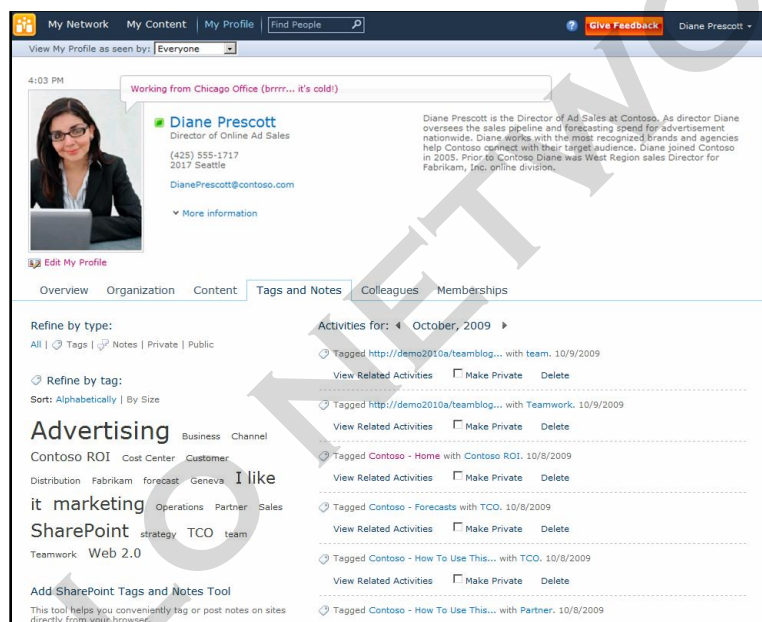 My Network My Content My Profile Find People
? Give Feedback Diane Prescott
View My Profile as seen by: Everyone
4:03 PM
Working from Chicago Office (brrrr... it's cold!)
Diane Prescott
Director of Online Ad Sales
(425) 555-1717
2017 Seattle
DianePrescott@contoso.com
More information
Diane Prescott is the Director of Ad Sales at Contoso. As director Diane
oversees the sales pipeline and forecasting spend for advertisement
nationwide. Diane works with the most recognized brands and agencies
help Contoso connect with their target audience. Diane joined Contoso
in 2005. Prior to Contoso Diane was West Region sales Director for
Fabrikam, Inc. online division.
Edit My Profile
Overview Organization Content Tags and Notes Colleagues Memberships
Refine by type:
All | Tags | Notes | Private | Public
Refine by tag:
Sort: Alphabetically | By Size
Advertising Business Channel
Contoso ROI Cost Center Customer
Distribution Fabrikam forecast Geneva I like
it marketing Operations Partner Sales
SharePoint strategy TCO team
Teamwork Web 2.0
Add SharePoint Tags and Notes Tool
This tool helps you conveniently tag or post notes on sites
directly from your browser.
Activities for: October, 2009
Tagged http://demo2010a/teamblog... with team. 10/9/2009
View Related Activities Make Private Delete
Tagged http://demo2010a/teamblog... with Teamwork. 10/9/2009
View Related Activities Make Private Delete
Tagged Contoso - Home with Contoso ROI. 10/8/2009
View Related Activities Make Private Delete
Tagged Contoso - Forecasts with TCO. 10/8/2009
View Related Activities Make Private Delete
Tagged Contoso - How To Use This... with TCO. 10/8/2009
View Related Activities Make Private Delete
Tagged Contoso - How To Use This... with Partner. 10/8/2009
LO NETWO